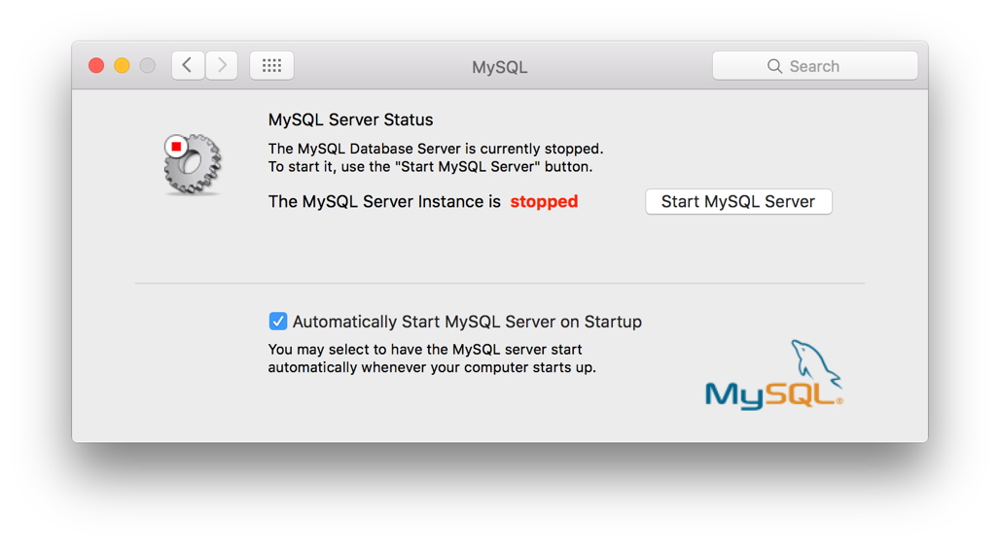 MySQL
Search
MySQL Server Status
The MySQL Database Server is currently stopped.
To start it, use the "Start MySQL Server" button.
The MySQL Server Instance is stopped
Start MySQL Server
Automatically Start MySQL Server on Startup
You may select to have the MySQL server start
automatically whenever your computer starts up.
MySQL®